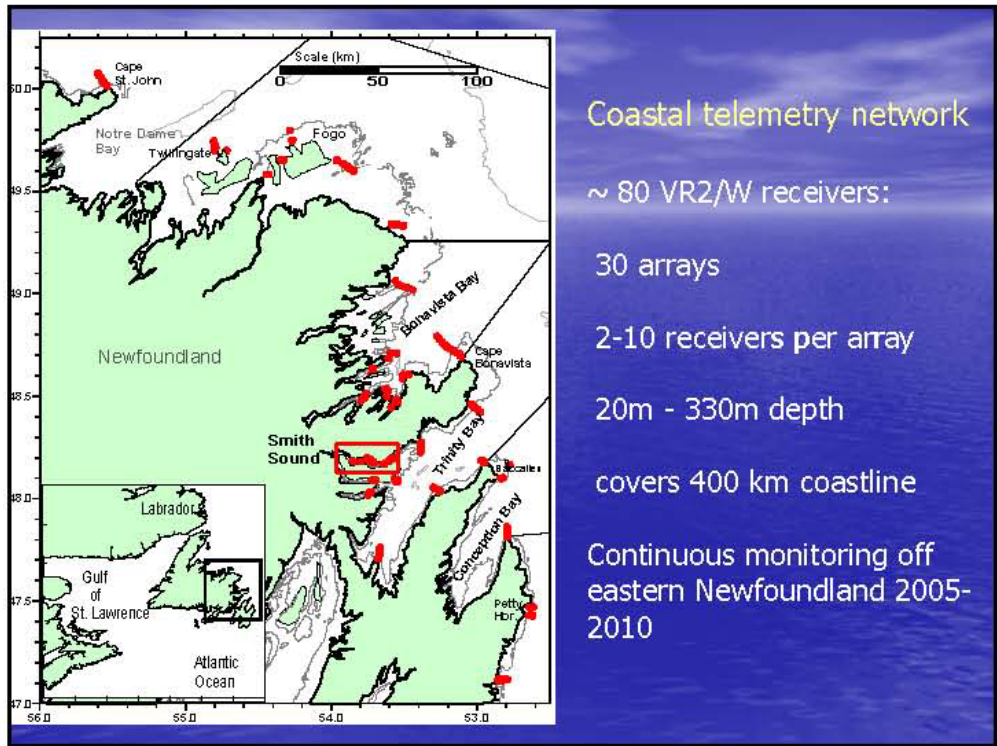 Scale (km)
0 50 100
Cape
St. John
Notre Dame
Bay
Twillingate
Fogo
Bonavista Bay
Cape
Bonavista
Newfoundland
Smith
Sound
Trinity Bay
Baccalieu
Conception Bay
Petty
Hor.
Labrador
Gulf
of
St. Lawrence
Atlantic
Ocean
50.0
49.5
49.0
48.5
48.0
47.5
47.0
56.0 55.0 54.0 53.0
Coastal telemetry network
~ 80 VR2/W receivers:
30 arrays
2-10 receivers per array
20m - 330m depth
covers 400 km coastline
Continuous monitoring off
eastern Newfoundland 2005-
2010